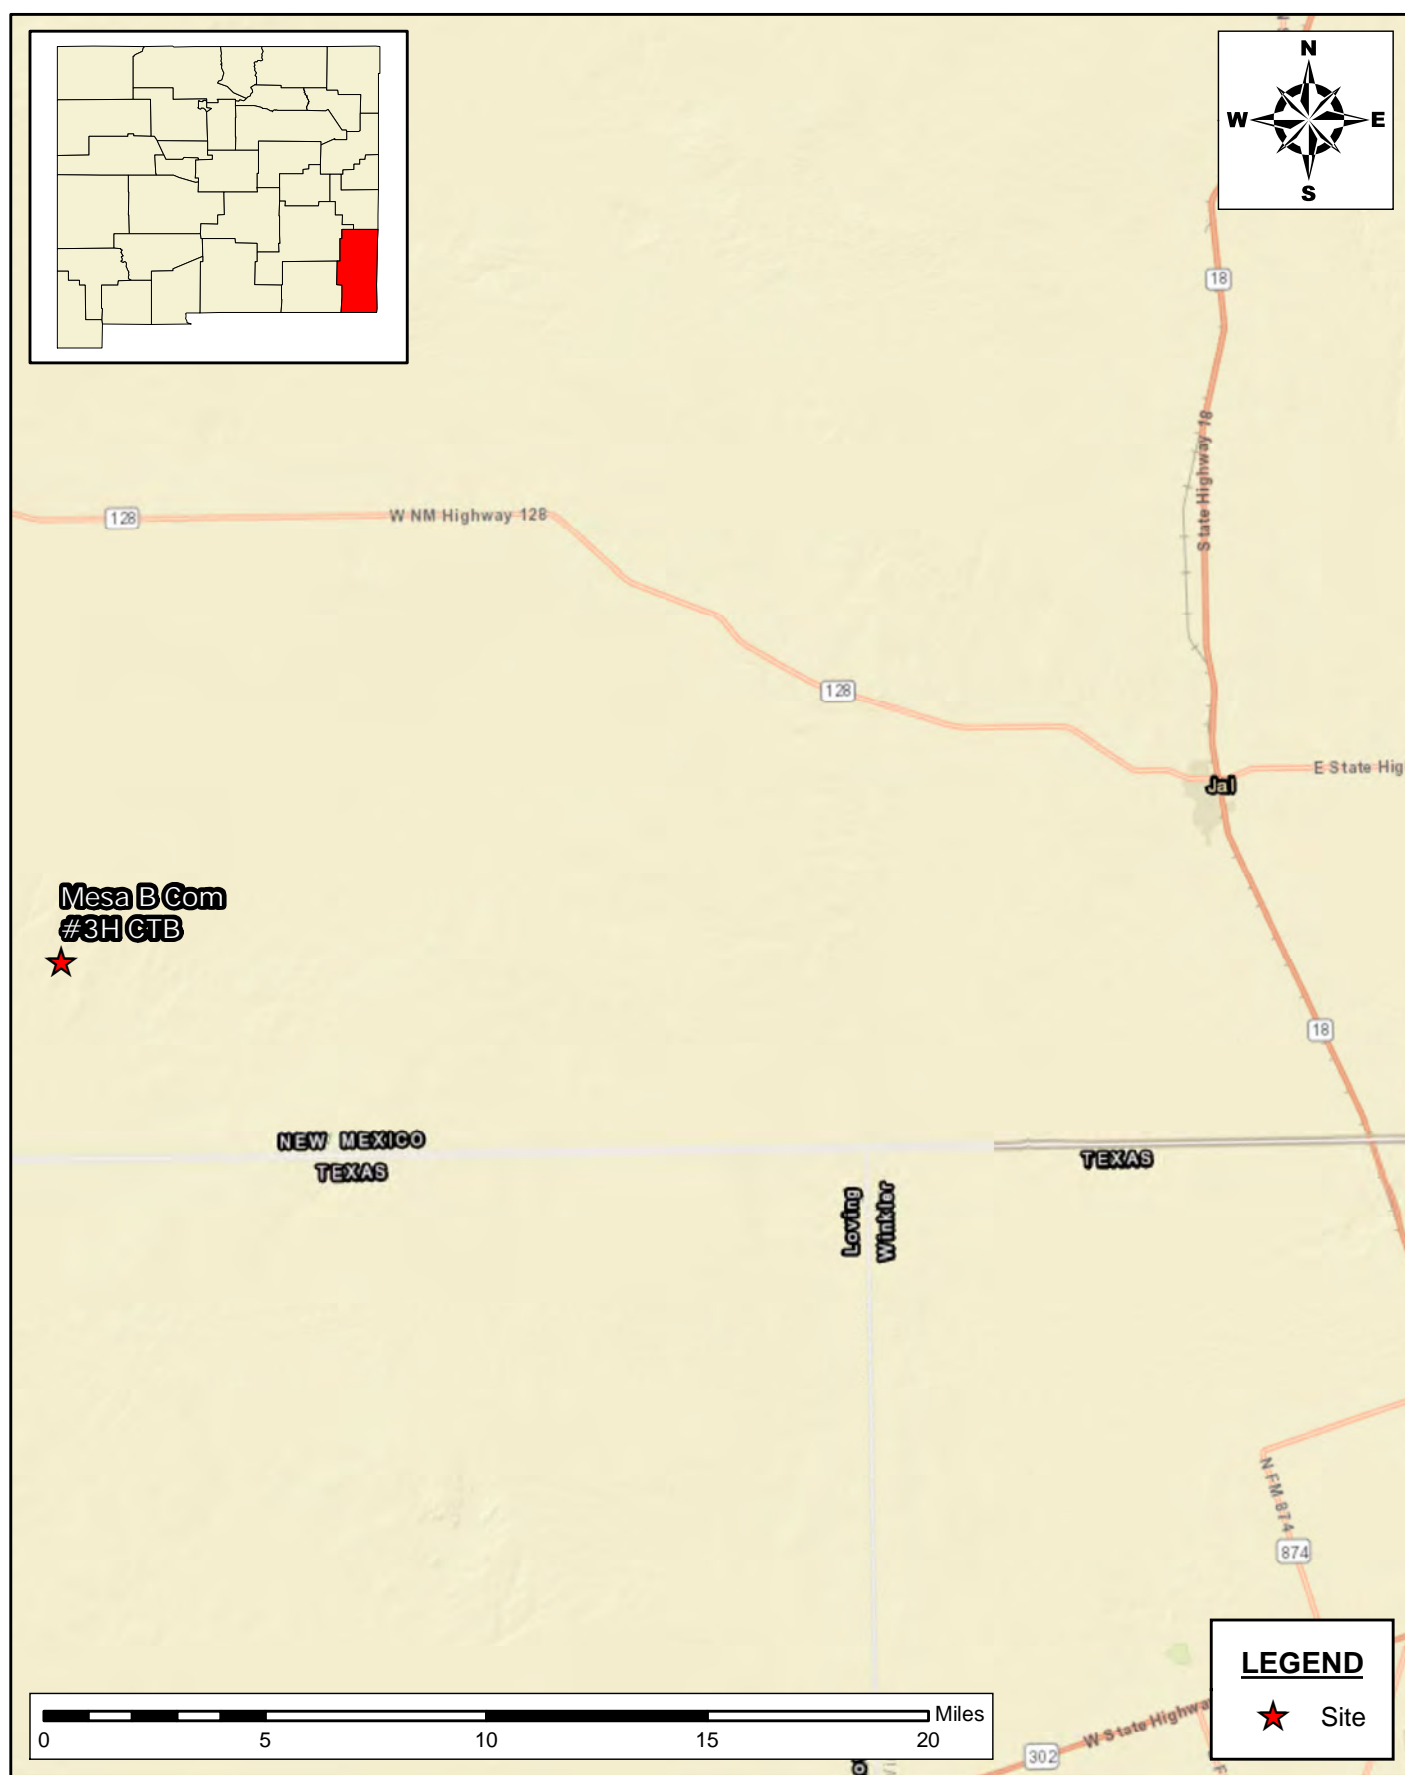 N
W
E
S
18
State Highway 18
128
W NM Highway 128
128
E State Hig
Jal
Mesa B Com
#3H CTB
18
NEW MEXICO
TEXAS
TEXAS
Loving
Winkler
N FM 874
874
LEGEND
Site
Miles
0 5 10 15 20
W State Highwa
302